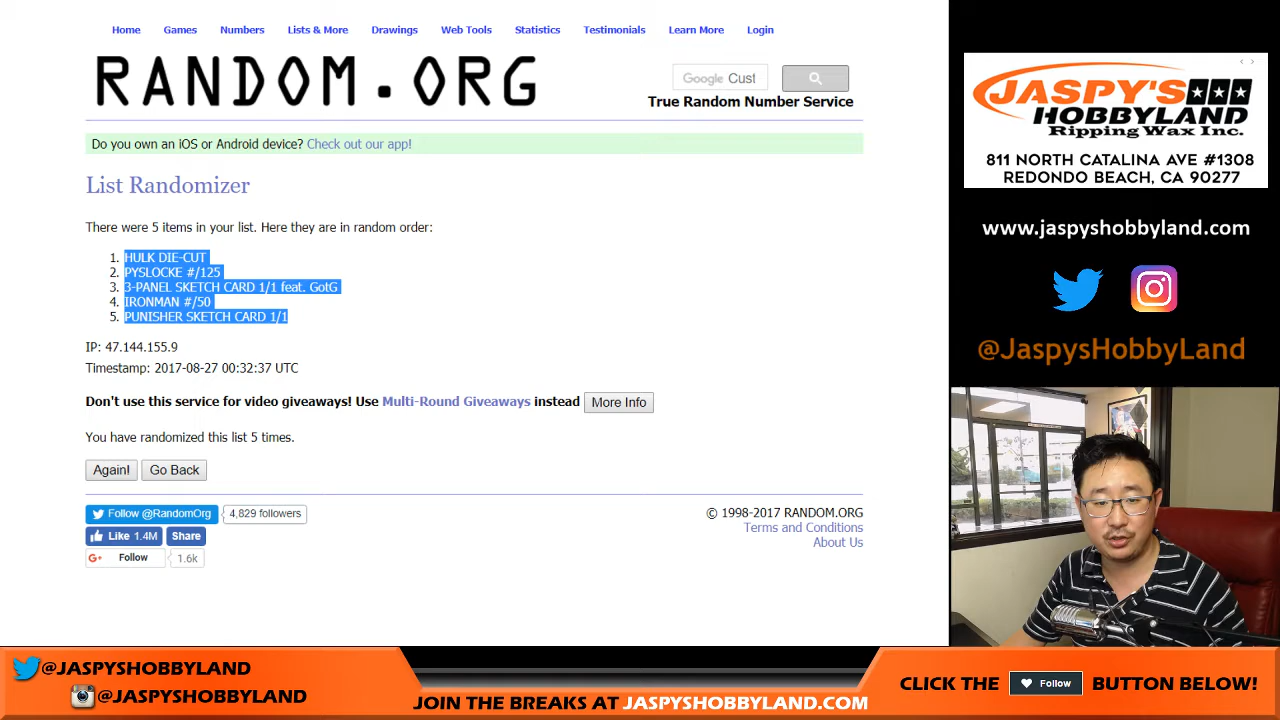 Home Games Numbers Lists & More Drawings Web Tools Statistics Testimonials Learn More Login
RANDOM.ORG
Google Cust
True Random Number Service
Do you own an iOS or Android device? Check out our app!
List Randomizer
There were 5 items in your list. Here they are in random order:
1. HULK DIE-CUT
2. PYSLOCKE #/125
3. 3-PANEL SKETCH CARD 1/1 feat. GotG
4. IRONMAN #/50
5. PUNISHER SKETCH CARD 1/1
IP: 47.144.155.9
Timestamp: 2017-08-27 00:32:37 UTC
Don't use this service for video giveaways! Use Multi-Round Giveaways instead More Info
You have randomized this list 5 times.
Again! Go Back
Follow @RandomOrg 4,829 followers
Like 1.4M Share
G+ Follow 1.6k
© 1998-2017 RANDOM.ORG
Terms and Conditions
About Us
JASPY'S
HOBBYLAND
Ripping Wax Inc.
811 NORTH CATALINA AVE #1308
REDONDO BEACH, CA 90277
www.jaspyshobbyland.com
@JaspysHobbyLand
@JASPYSHOBBYLAND
@JASPYSHOBBYLAND
JOIN THE BREAKS AT JASPYSHOBBYLAND.COM
CLICK THE Follow BUTTON BELOW!